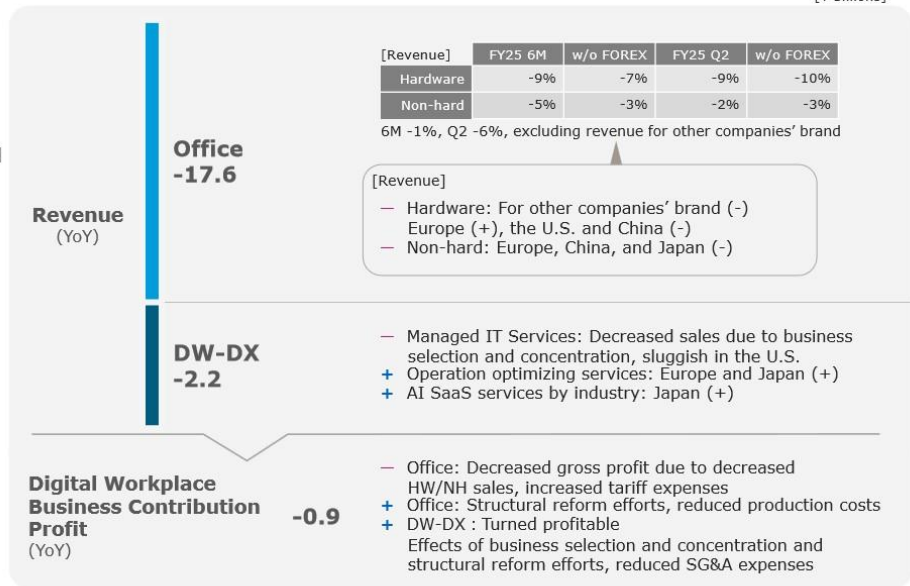 [Revenue] FY25 6M w/o FOREX FY25 Q2 w/o FOREX
Hardware -9% -7% -9% -10%
Non-hard -5% -3% -2% -3%
6M -1%, Q2 -6%, excluding revenue for other companies' brand
Office
-17.6
Revenue
(YoY)
[Revenue]
— Hardware: For other companies' brand (-)
Europe (+), the U.S. and China (-)
— Non-hard: Europe, China, and Japan (-)
DW-DX
-2.2
— Managed IT Services: Decreased sales due to business
selection and concentration, sluggish in the U.S.
+ Operation optimizing services: Europe and Japan (+)
+ AI SaaS services by industry: Japan (+)
Digital Workplace
Business Contribution
Profit
(YoY)
-0.9
— Office: Decreased gross profit due to decreased
HW/NH sales, increased tariff expenses
+ Office: Structural reform efforts, reduced production costs
+ DW-DX : Turned profitable
Effects of business selection and concentration and
structural reform efforts, reduced SG&A expenses